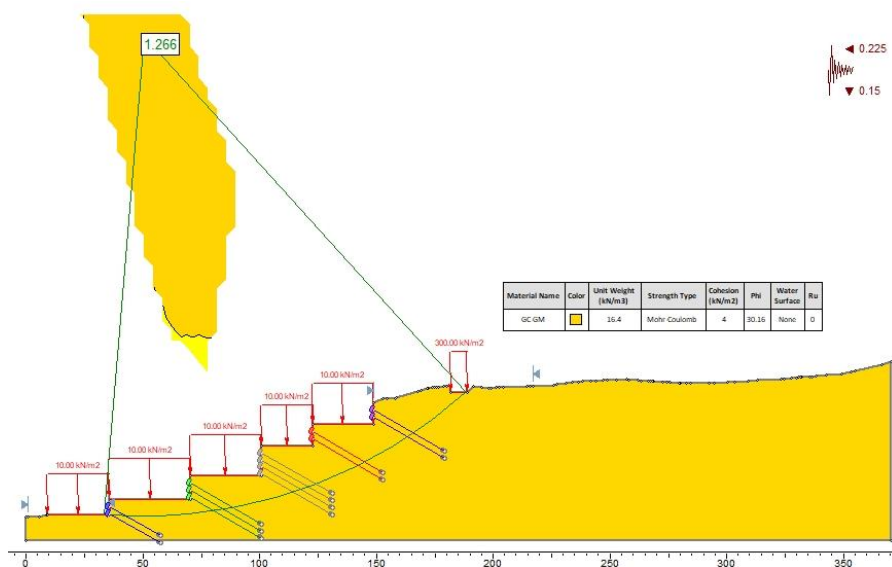 1.266
0.225
0.15
Material Name Color Unit Weight (kN/m3) Strength Type Cohesion (kN/m2) Phi Water Surface Ru
GC GM 16.4 Mohr Coulomb 4 30.16 None 0
300.00 kN/m2
10.00 kN/m2
10.00 kN/m2
10.00 kN/m2
10.00 kN/m2
10.00 kN/m2
0 50 100 150 200 250 300 350